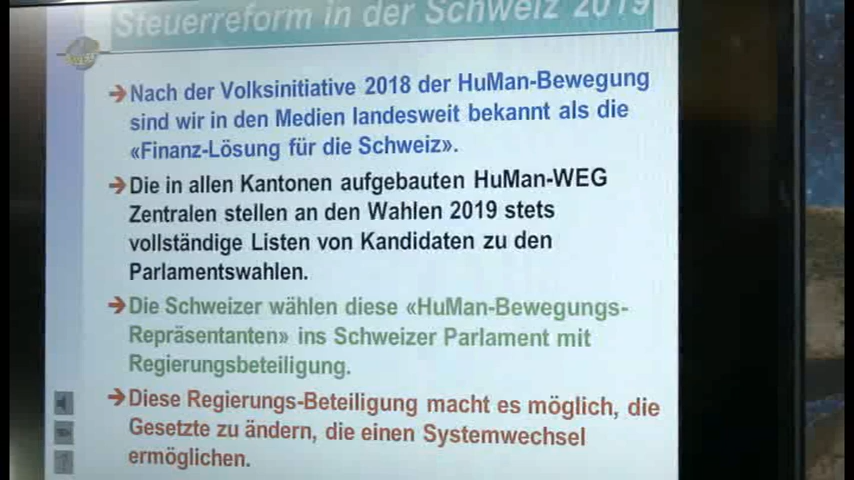 Steuerreform in der Schweiz 2019
➔Nach der Volksinitiative 2018 der HuMan-Bewegung
sind wir in den Medien landesweit bekannt als die
«Finanz-Lösung für die Schweiz».
➔Die in allen Kantonen aufgebauten HuMan-WEG
Zentralen stellen an den Wahlen 2019 stets
vollständige Listen von Kandidaten zu den
Parlamentswahlen.
➔Die Schweizer wählen diese «HuMan-Bewegungs-
Repräsentanten» ins Schweizer Parlament mit
Regierungsbeteiligung.
➔Diese Regierungs-Beteiligung macht es möglich, die
Gesetzte zu ändern, die einen Systemwechsel
ermöglichen.